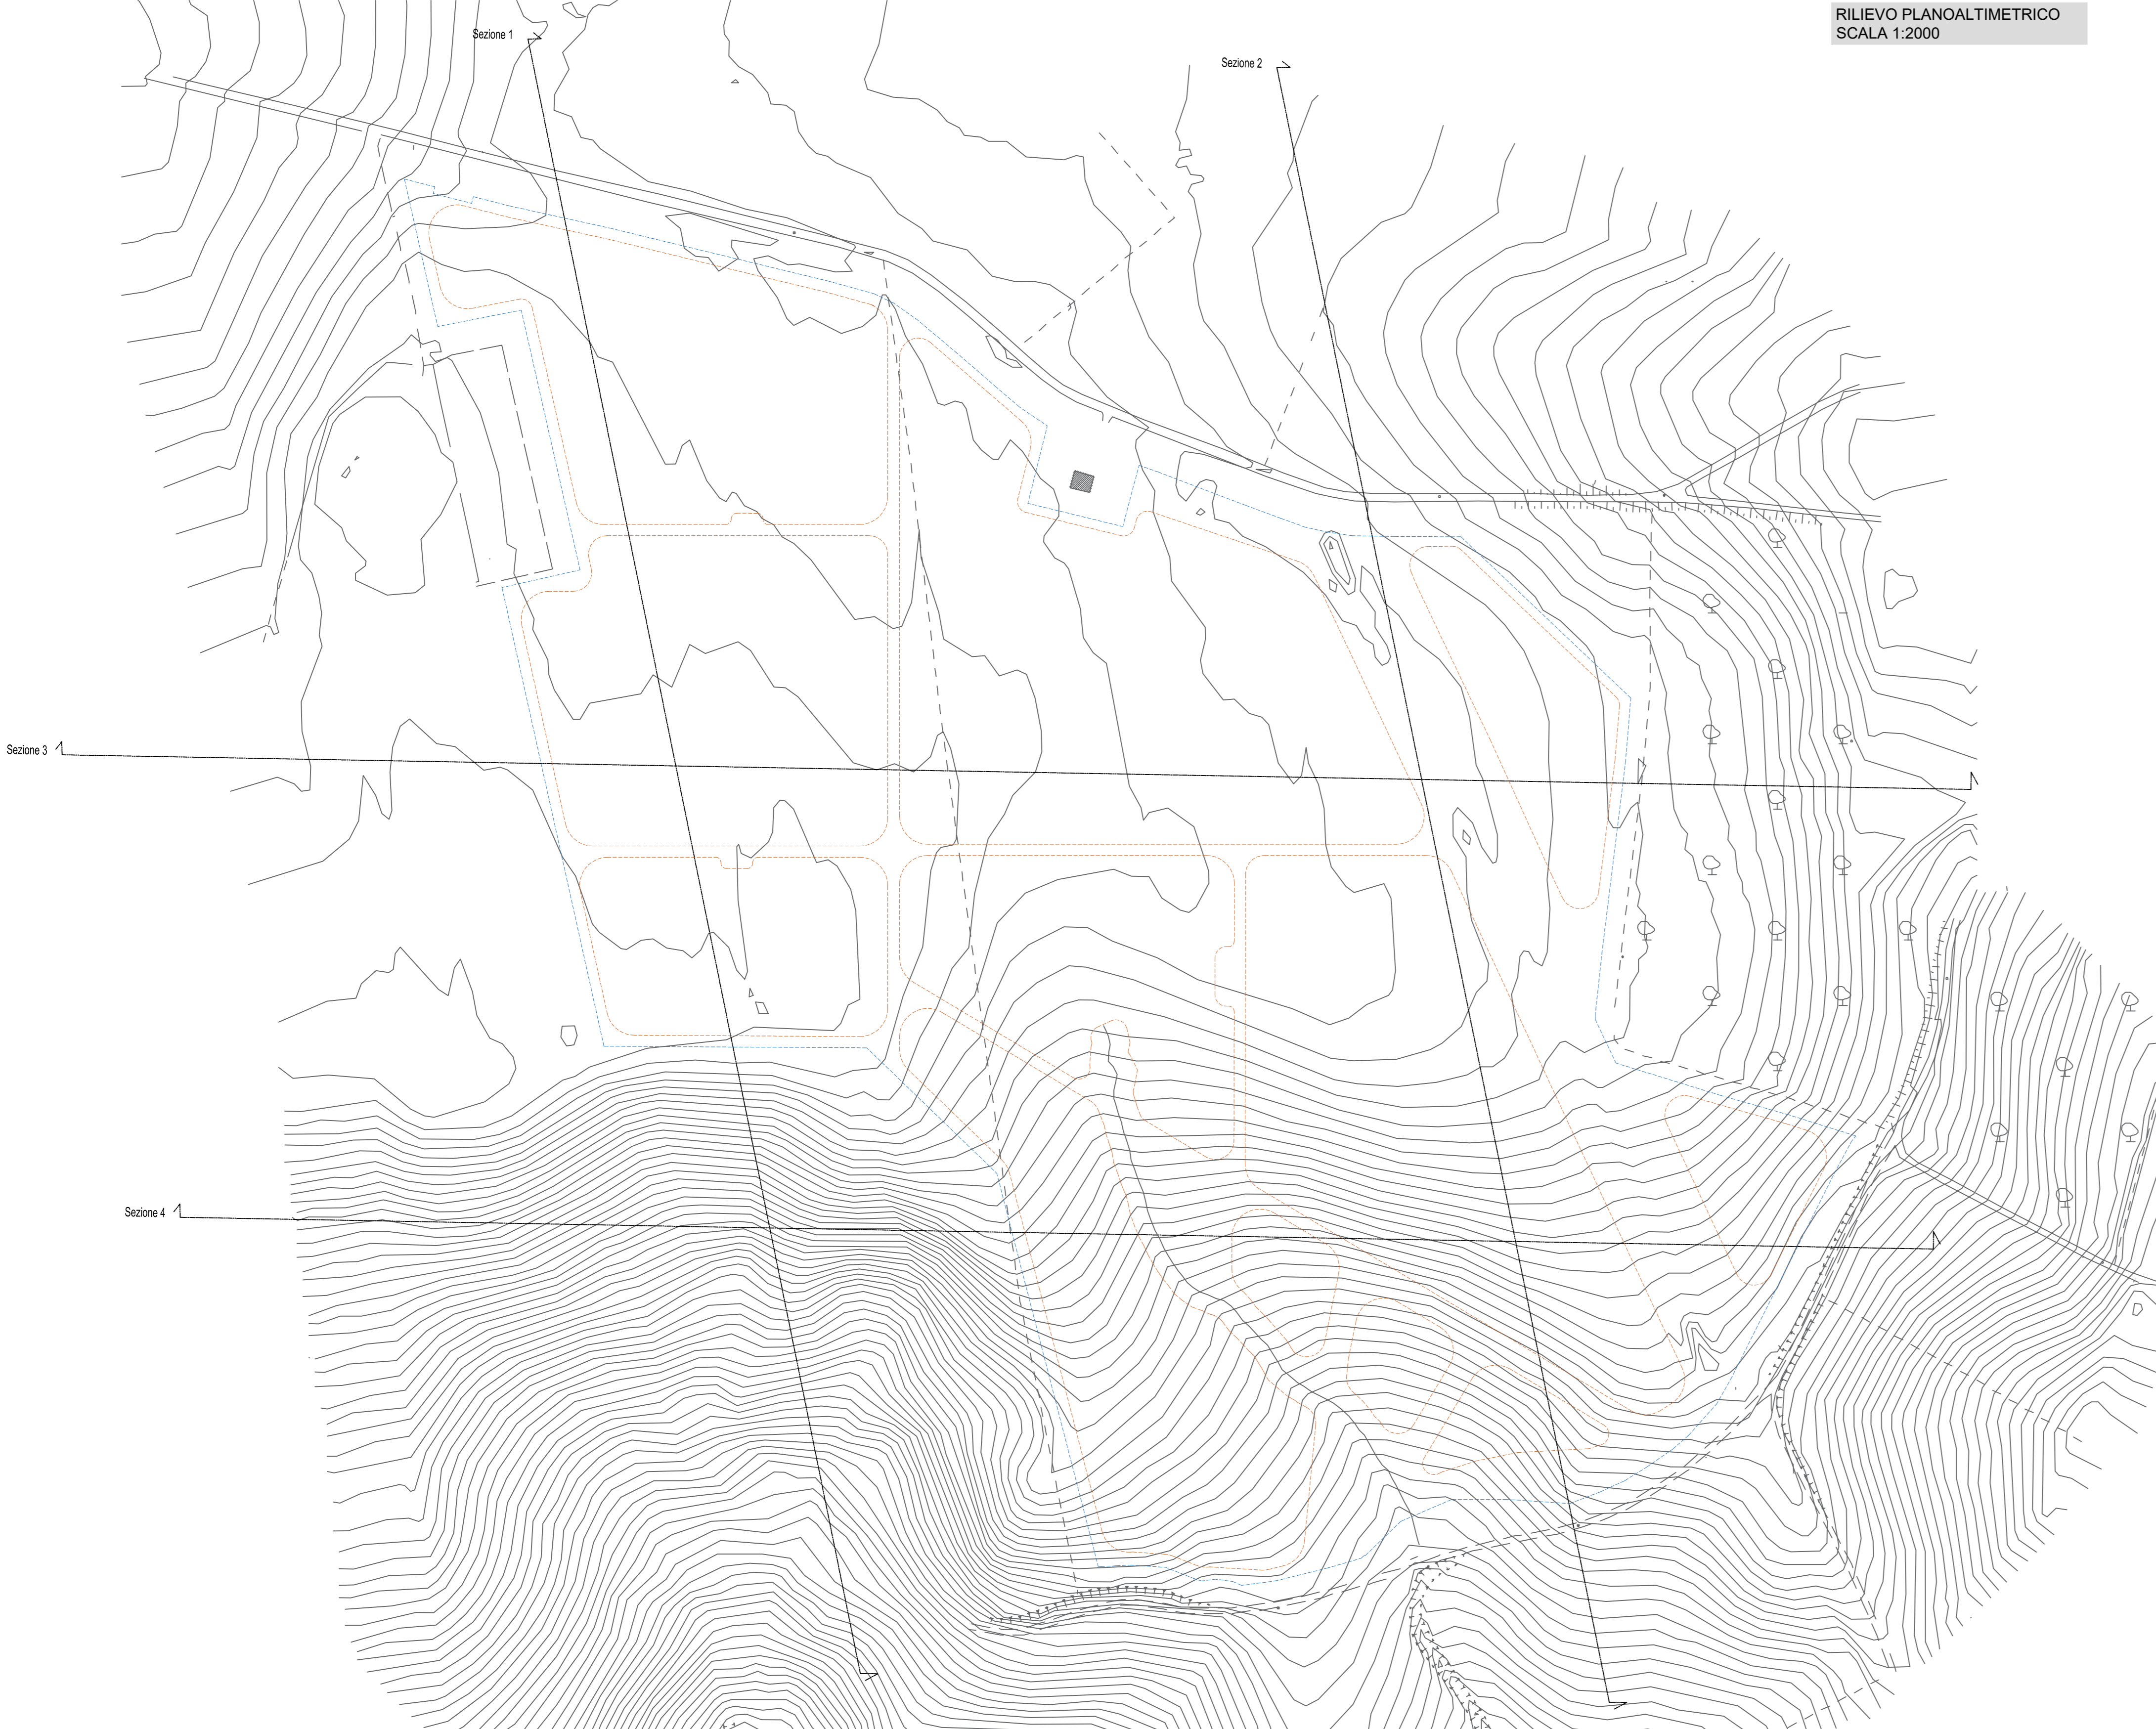 RILIEVO PLANOALTIMETRICO
SCALA 1:2000
Sezione 1
Sezione 2
Sezione 3
Sezione 4